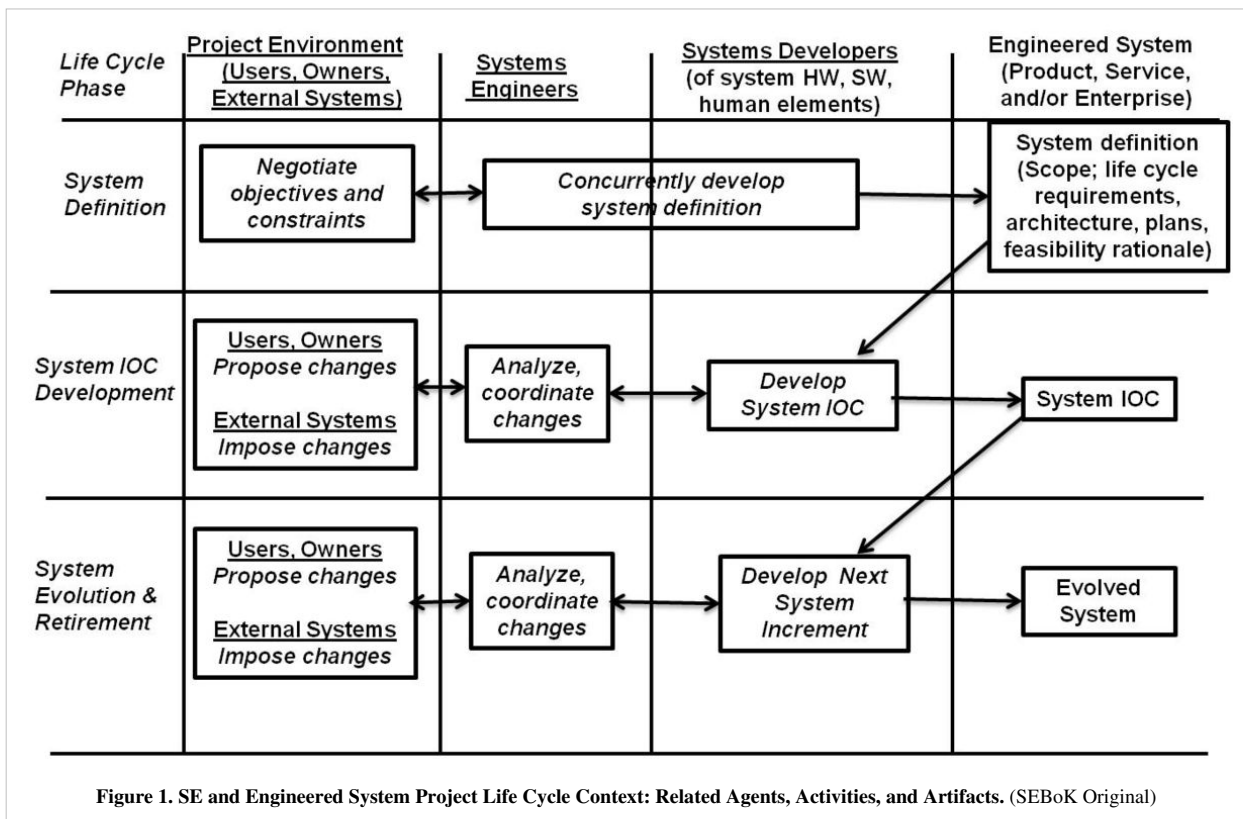 Life Cycle
Phase
Project Environment
(Users, Owners,
External Systems)
Systems
Engineers
Systems Developers
(of system HW, SW,
human elements)
Engineered System
(Product, Service,
and/or Enterprise)
System
Definition
Negotiate
objectives and
constraints
Concurrently develop
system definition
System definition
(Scope; life cycle
requirements,
architecture, plans,
feasibility rationale)
System IOC
Development
Users, Owners
Propose changes
External Systems
Impose changes
Analyze,
coordinate
changes
Develop
System IOC
System IOC
System
Evolution &
Retirement
Users, Owners
Propose changes
External Systems
Impose changes
Analyze,
coordinate
changes
Develop Next
System
Increment
Evolved
System
Figure 1. SE and Engineered System Project Life Cycle Context: Related Agents, Activities, and Artifacts. (SEBoK Original)